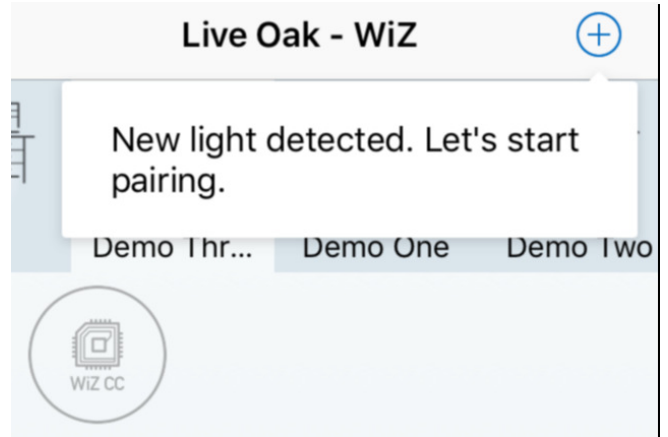 Live Oak - WiZ
New light detected. Let's start
pairing.
Demo Thr...
Demo One
Demo Two
WiZ CC